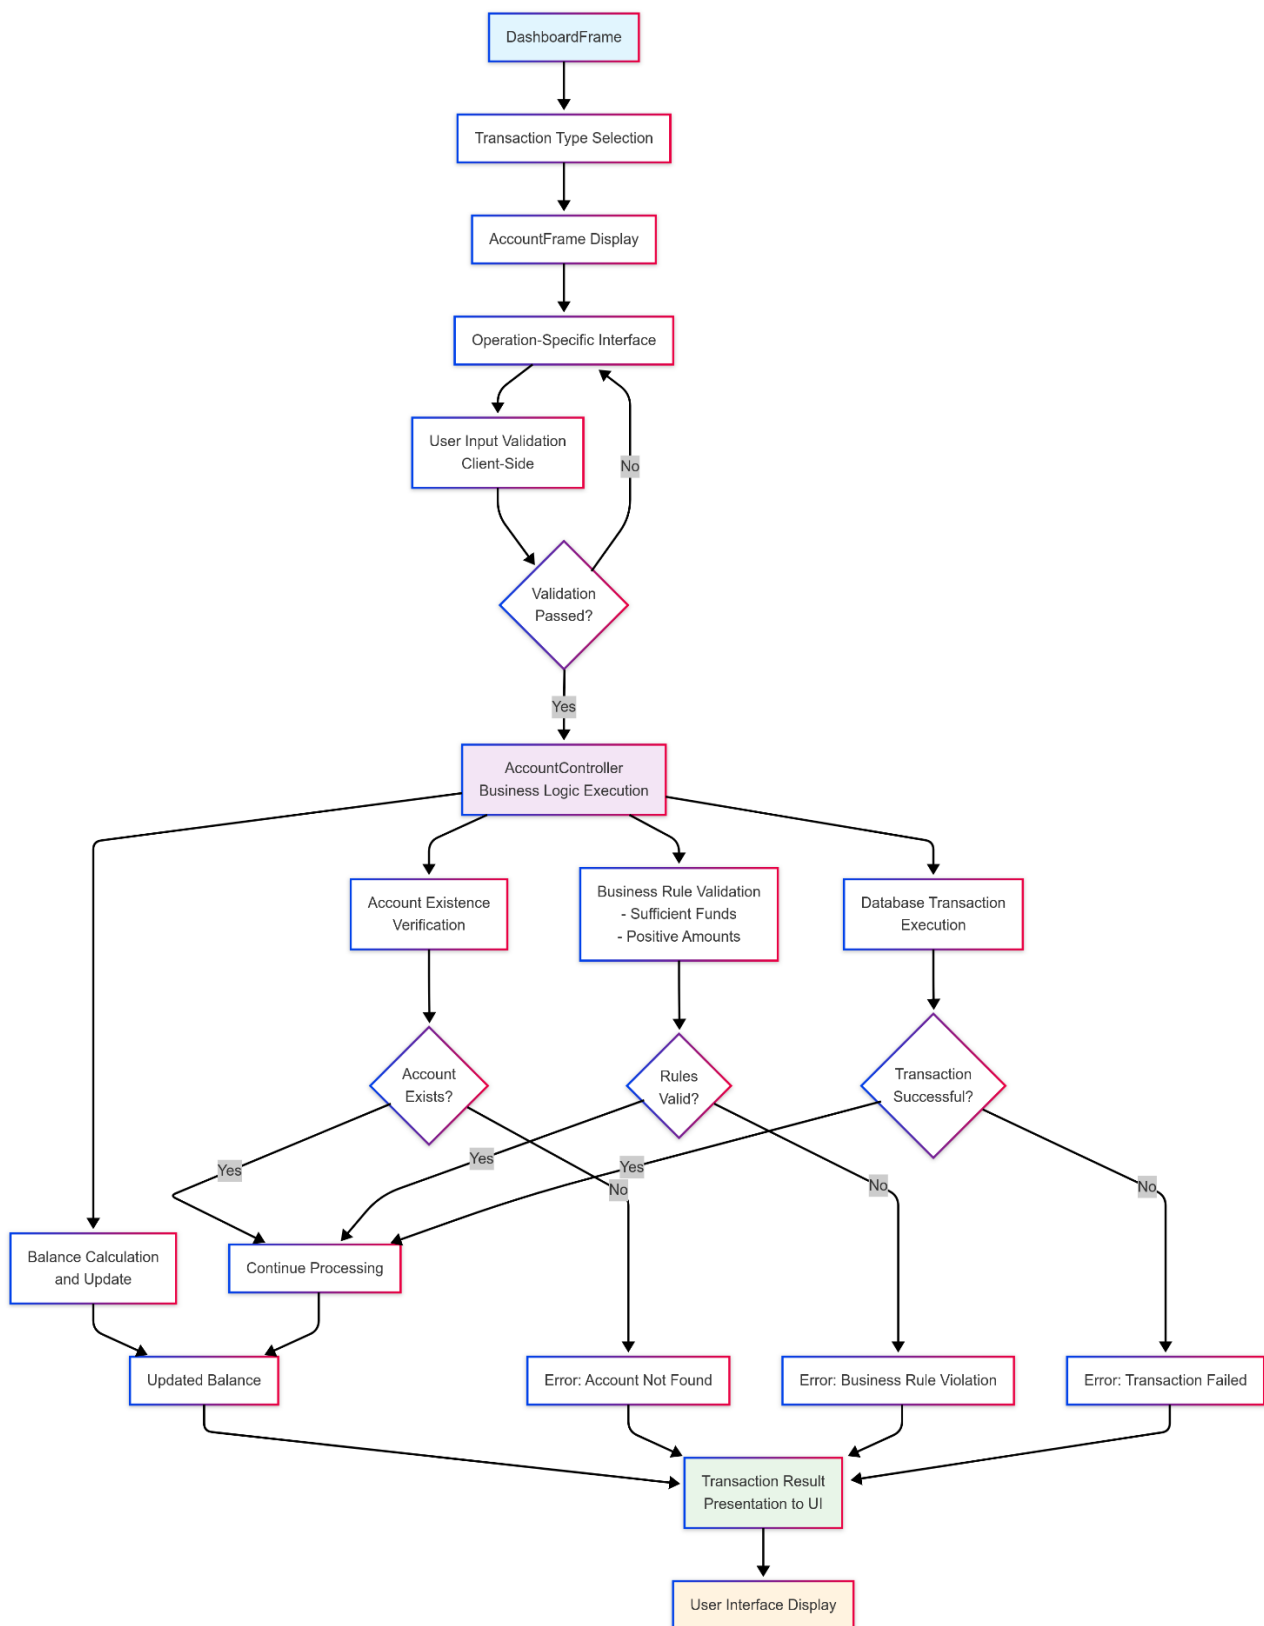 DashboardFrame
Transaction Type Selection
AccountFrame Display
Operation-Specific Interface
User Input Validation
Client-Side
No
Validation
Passed?
Yes
AccountController
Business Logic Execution
Account Existence
Verification
Business Rule Validation
- Sufficient Funds
- Positive Amounts
Database Transaction
Execution
Account
Exists?
Rules
Valid?
Transaction
Successful?
Yes
Yes
Yes
No
No
No
Balance Calculation
and Update
Continue Processing
Updated Balance
Error: Account Not Found
Error: Business Rule Violation
Error: Transaction Failed
Transaction Result
Presentation to UI
User Interface Display